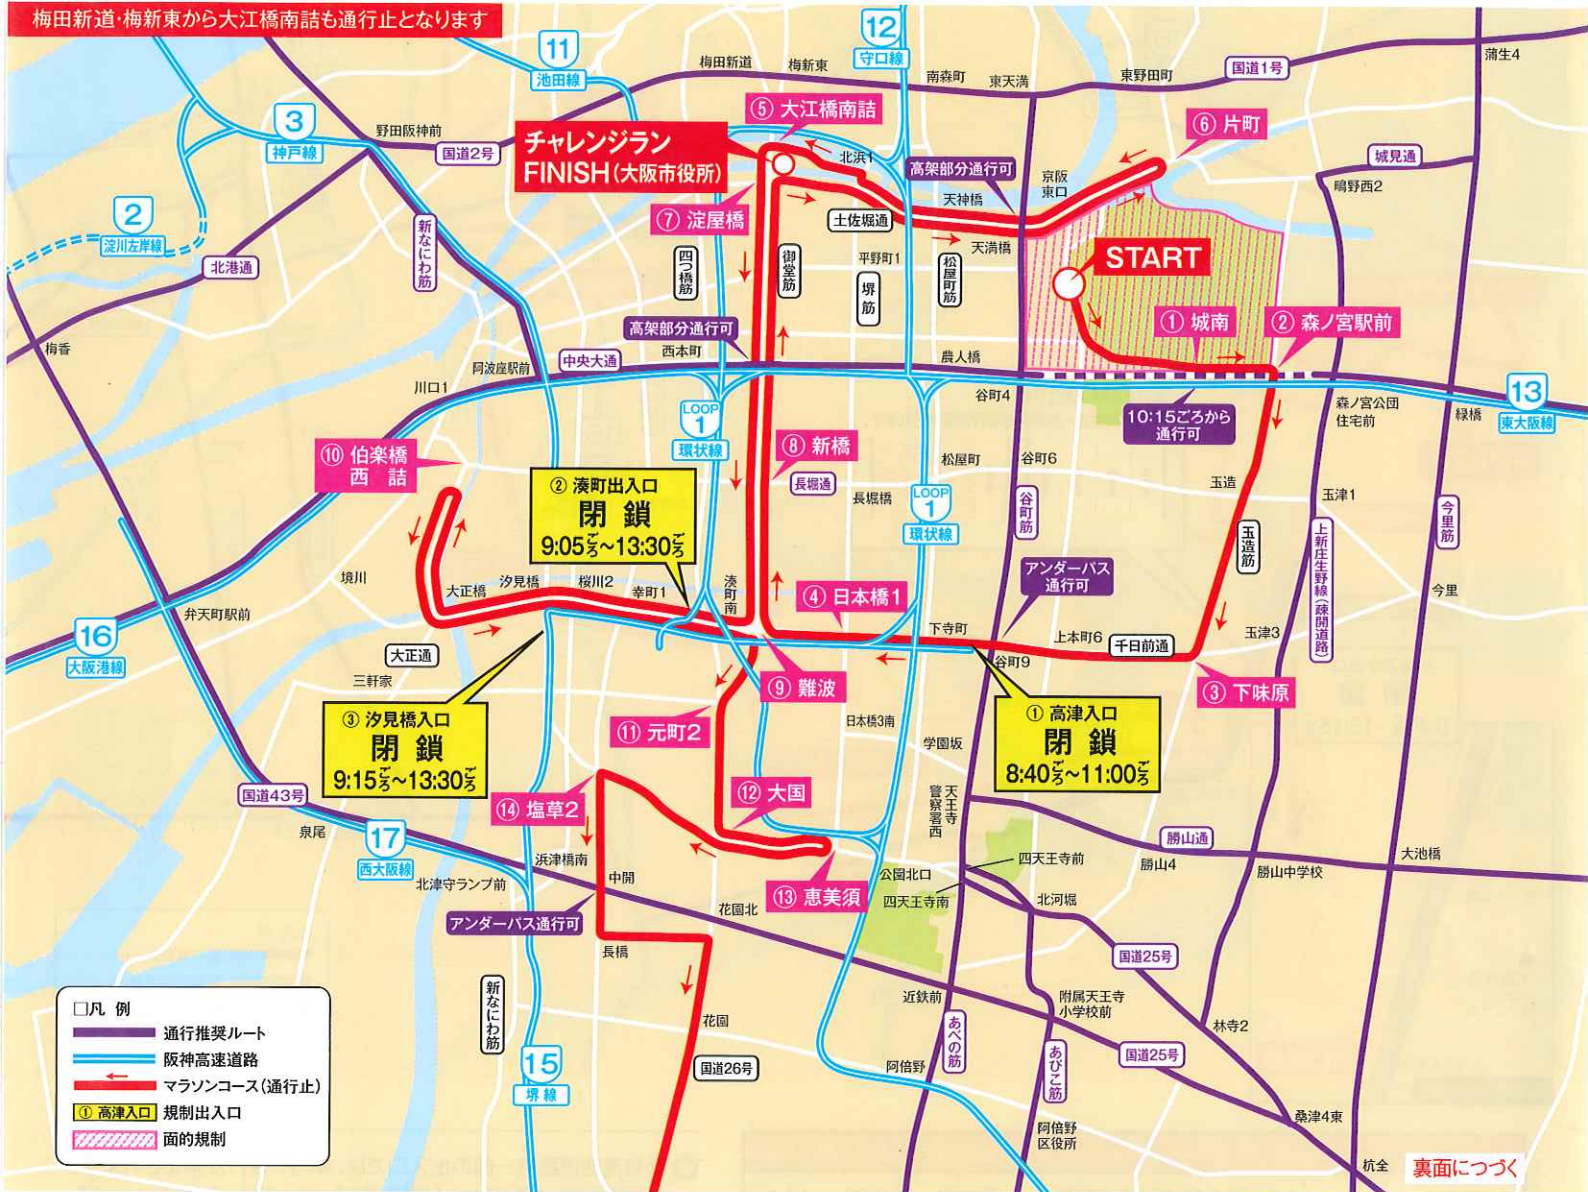 梅田新道・梅新東から大江橋南詰も通行止となります
11
池田線
12
守口線
梅田新道
梅新東
南森町
東天満
東野田町
国道1号
蒲生4
3
神戸線
野田阪神前
国道2号
チャレンジラン
FINISH(大阪市役所)
⑤ 大江橋南詰
北浜1
高架部分通行可
⑥ 片町
城見通
鴫野西2
京阪
東口
天神橋
2
淀川左岸線
北港通
新なにわ筋
⑦ 淀屋橋
土佐堀通
天満橋
四つ橋筋
御堂筋
平野町1
堺筋
松屋町筋
START
① 城南
② 森ノ宮駅前
高架部分通行可
西本町
農人橋
梅香
阿波座駅前
中央大通
川口1
谷町4
10:15ごろから
通行可
森ノ宮公団
住宅前
緑橋
13
東大阪線
LOOP
1
環状線
⑩ 伯楽橋
西詰
⑧ 新橋
長堀通
長堀橋
松屋町
谷町6
玉造
玉津1
LOOP
1
環状線
谷町筋
玉造筋
上新庄生野線(疎開道路)
今里筋
② 湊町出入口
閉鎖
9:05ごろ~13:30ごろ
アンダーパス
通行可
境川
大正橋
汐見橋
桜川2
幸町1
湊町南
④ 日本橋1
下寺町
上本町6
千日前通
玉津3
今里
弁天町駅前
16
大阪港線
大正通
三軒家
谷町9
⑨ 難波
③ 下味原
③ 汐見橋入口
閉鎖
9:15ごろ~13:30ごろ
⑪ 元町2
日本橋3南
学園坂
① 高津入口
閉鎖
8:40ごろ~11:00ごろ
国道43号
泉尾
17
西大阪線
⑭ 塩草2
⑫ 大国
天王寺
警察署西
勝山通
勝山4
勝山中学校
大池橋
浜津橋南
北津守ランプ前
中開
アンダーパス通行可
花園北
⑬ 恵美須
公園北口
四天王寺前
四天王寺南
北河堀
国道25号
長橋
新なにわ筋
花園
国道26号
近鉄前
附属天王寺
小学校前
林寺2
あべの筋
あびこ筋
国道25号
15
堺線
阿倍野
阿倍野
区役所
桑津4東
杭全
□凡例
通行推奨ルート
阪神高速道路
マラソンコース(通行止)
① 高津入口 規制出入口
面的規制
裏面につづく